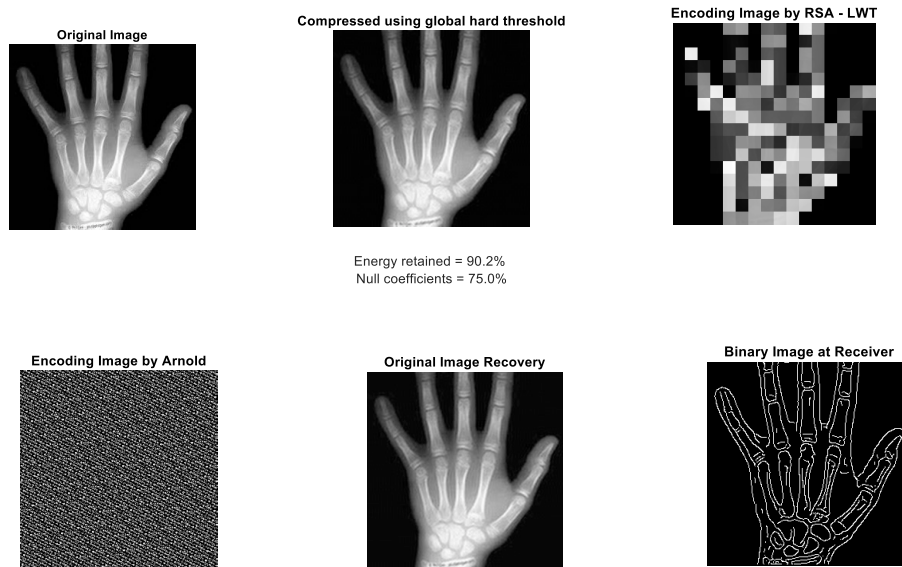 Original Image
Compressed using global hard threshold
Encoding Image by RSA - LWT
Energy retained = 90.2%
Null coefficients = 75.0%
Encoding Image by Arnold
Original Image Recovery
Binary Image at Receiver